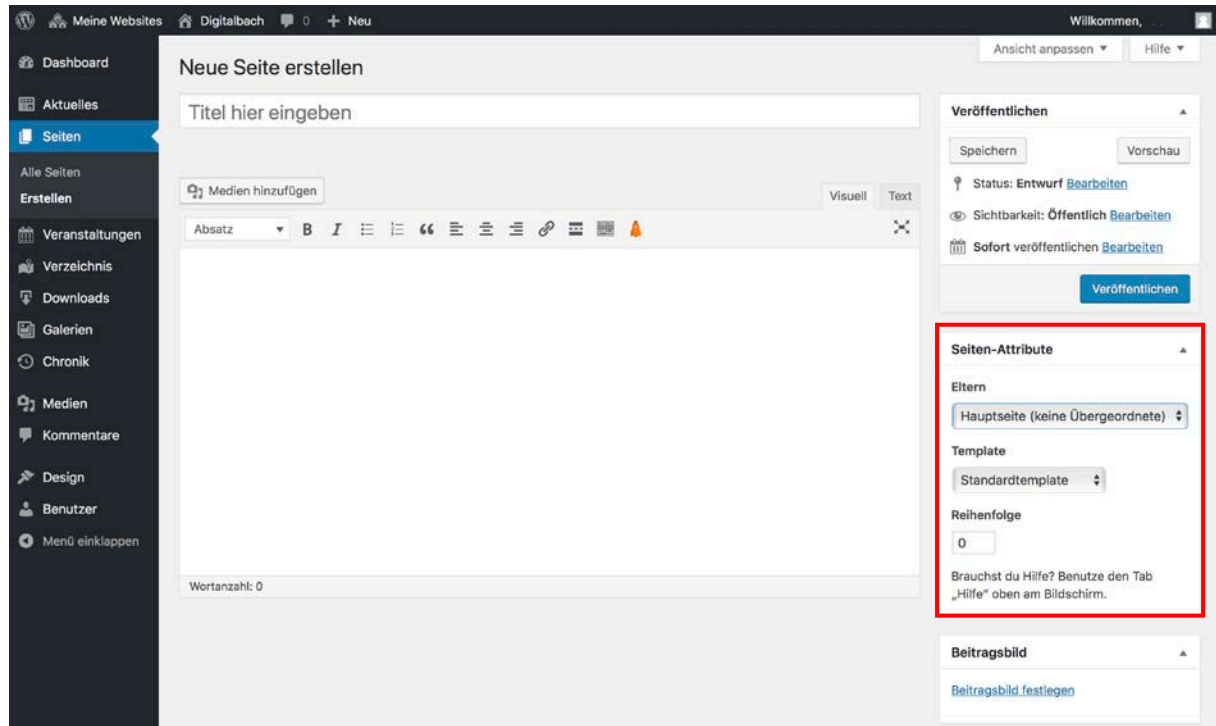 Meine Websites Digitalbach 0 + Neu Willkommen,
Dashboard
Aktuelles
Seiten
Alle Seiten
Erstellen
Veranstaltungen
Verzeichnis
Downloads
Galerien
Chronik
Medien
Kommentare
Design
Benutzer
Menü einklappen
Ansicht anpassen Hilfe
Neue Seite erstellen
Titel hier eingeben
Medien hinzufügen
Visuell Text
Absatz B I
Wortanzahl: 0
Veröffentlichen
Speichern Vorschau
Status: Entwurf Bearbeiten
Sichtbarkeit: Öffentlich Bearbeiten
Sofort veröffentlichen Bearbeiten
Veröffentlichen
Seiten-Attribute
Eltern
Hauptseite (keine Übergeordnete)
Template
Standardtemplate
Reihenfolge
0
Brauchst du Hilfe? Benutze den Tab
„Hilfe" oben am Bildschirm.
Beitragsbild
Beitragsbild festlegen